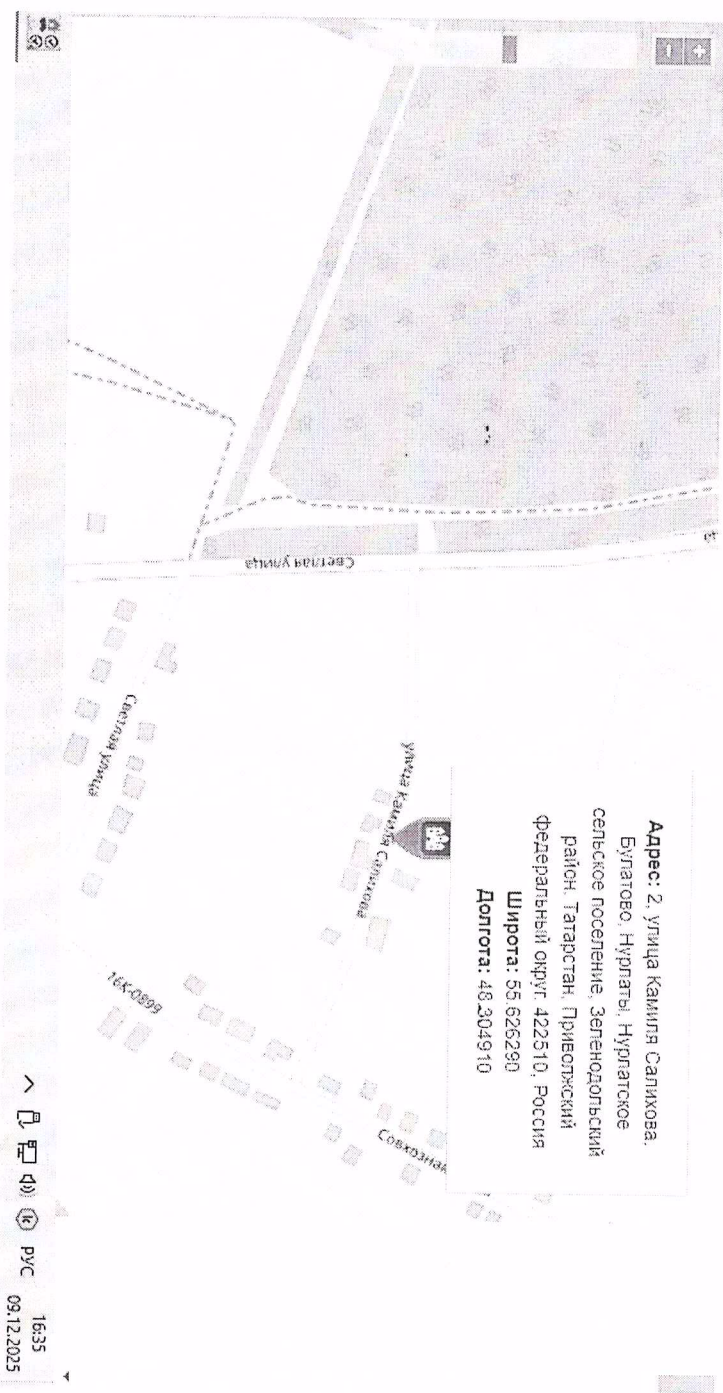 Адрес: 2, улица Камиля Салихова,
Булатово, Нурлаты, Нурлатское
сельское поселение, Зеленодольский
район, Татарстан, Приволжский
федеральный округ, 422510, Россия
Широта: 55.626290
Долгота: 48.304910
улица Камиля Салихова
Светлая улица
Светлая улица
16К-0899
Совхозная
РУС
16:35
09.12.2025